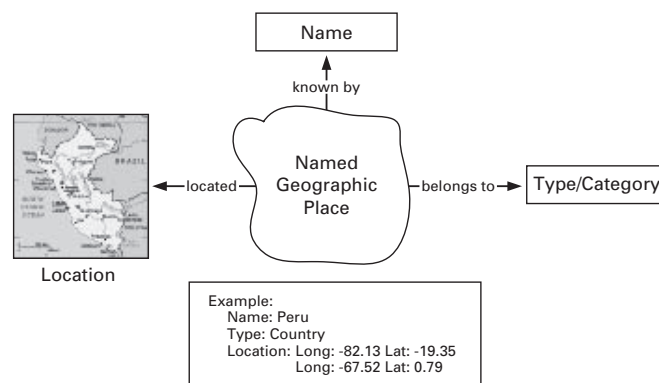 Name
known by
Named
Geographic
Place
located
belongs to
Type/Category
BRAZIL
Location
Example:
Name: Peru
Type: Country
Location: Long: -82.13 Lat: -19.35
Long: -67.52 Lat: 0.79